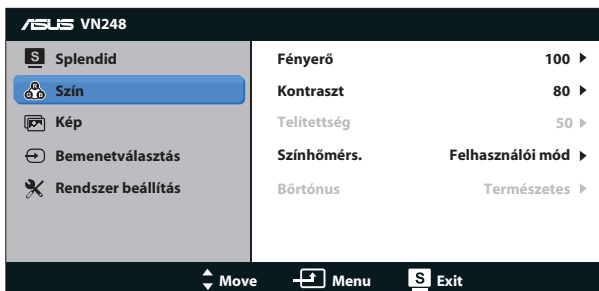 ASUS VN248
S Splendid
Szín
Kép
Bemenetválasztás
Rendszer beállítás
Fényerő 100
Kontraszt 80
Telítettség 50
Színhőmérs. Felhasználói mód
Bőrtónus Természetes
Move Menu S Exit